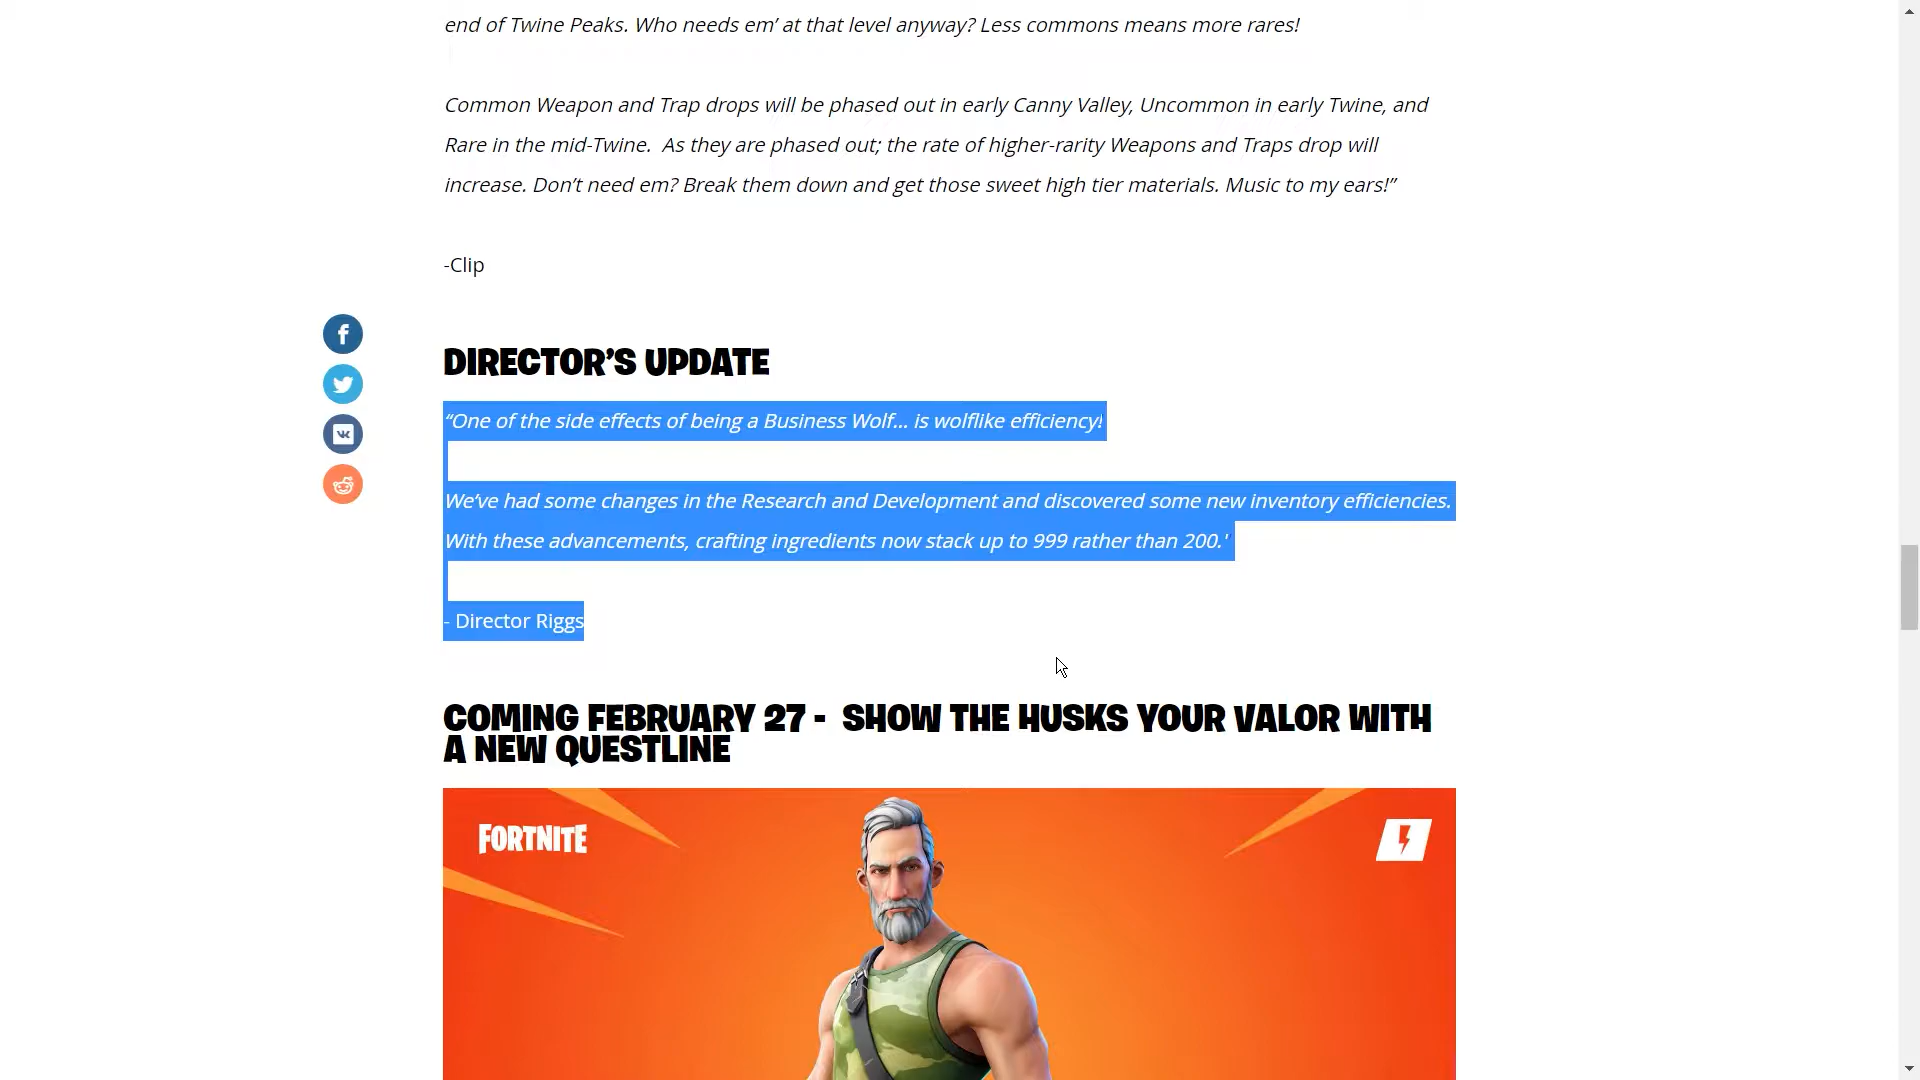 end of Twine Peaks. Who needs em’ at that level anyway? Less commons means more rares!
Common Weapon and Trap drops will be phased out in early Canny Valley, Uncommon in early Twine, and
Rare in the mid-Twine.  As they are phased out; the rate of higher-rarity Weapons and Traps drop will
increase. Don’t need em? Break them down and get those sweet high tier materials. Music to my ears!”
-Clip
DIRECTOR’S UPDATE
“One of the side effects of being a Business Wolf... is wolflike efficiency!
We’ve had some changes in the Research and Development and discovered some new inventory efficiencies.
With these advancements, crafting ingredients now stack up to 999 rather than 200.'
- Director Riggs
COMING FEBRUARY 27 -  SHOW THE HUSKS YOUR VALOR WITH
A NEW QUESTLINE
FORTNITE